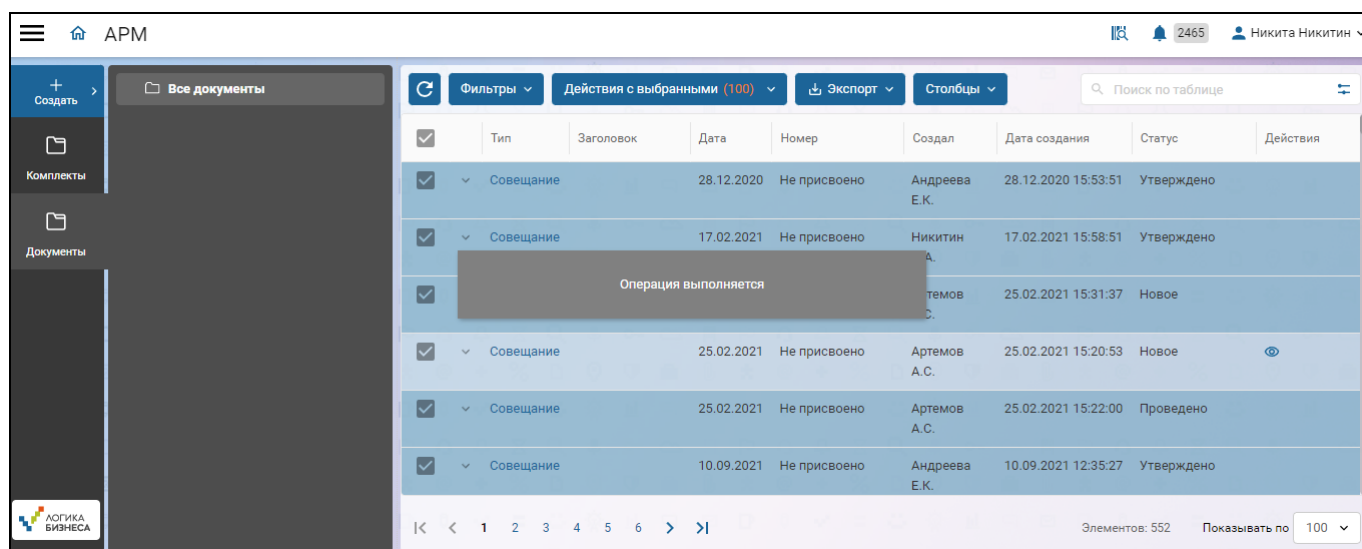 АРМ
2465
Никита Никитин
+
Создать
Все документы
Фильтры
Действия с выбранными (100)
Экспорт
Столбцы
Поиск по таблице
Комплекты
Документы
Тип Заголовок Дата Номер Создал Дата создания Статус Действия
Совещание 28.12.2020 Не присвоено Андреева 28.12.2020 15:53:51 Утверждено
Е.К.
Совещание 17.02.2021 Не присвоено Никитин 17.02.2021 15:58:51 Утверждено
А.
Операция выполняется
25.02.2021 15:31:37 Новое
Совещание 25.02.2021 Не присвоено Артемов 25.02.2021 15:20:53 Новое
А.С.
Совещание 25.02.2021 Не присвоено Артемов 25.02.2021 15:22:00 Проведено
А.С.
Совещание 10.09.2021 Не присвоено Андреева 10.09.2021 12:35:27 Утверждено
Е.К.
ЛОГИКА
БИЗНЕСА
1 2 3 4 5 6
Элементов: 552 Показывать по 100